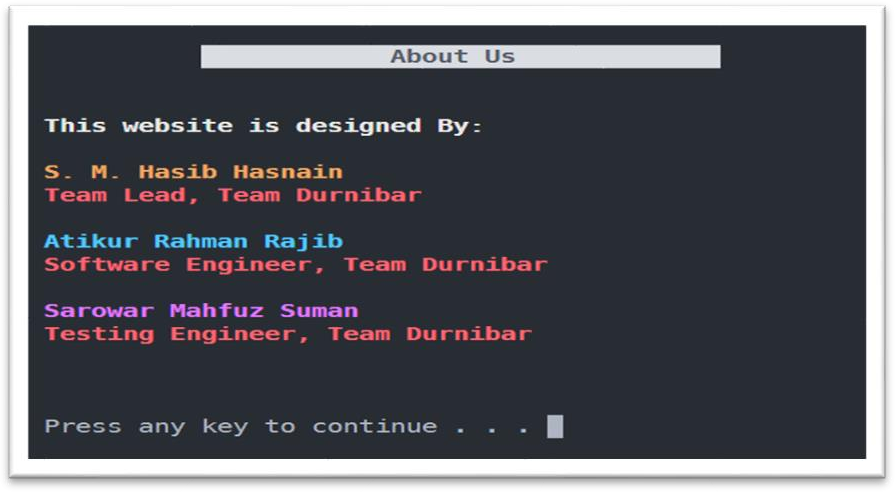 About Us
This website is designed By:
S. M. Hasib Hasnain
Team Lead, Team Durnibar
Atikur Rahman Rajib
Software Engineer, Team Durnibar
Sarowar Mahfuz Suman
Testing Engineer, Team Durnibar
Press any key to continue . . .